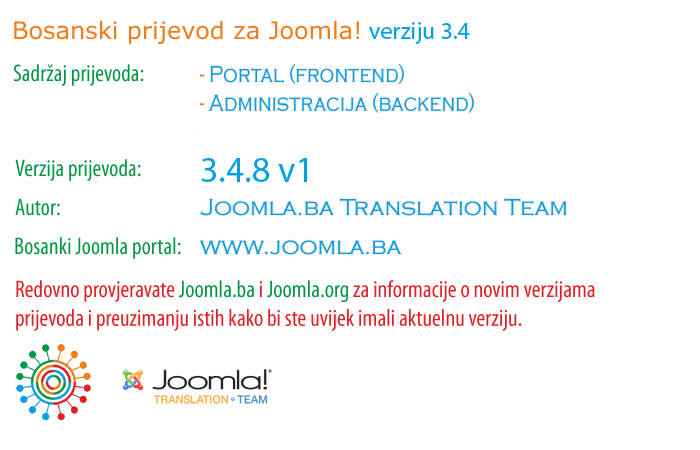 Bosanski prijevod za Joomla! verziju 3.4
Sadržaj prijevoda: - Portal (frontend)
- Administracija (backend)
Verzija prijevoda: 3.4.8 v1
Autor: Joomla.ba Translation Team
Bosanki Joomla portal: www.joomla.ba
Redovno provjeravate Joomla.ba i Joomla.org za informacije o novim verzijama
prijevoda i preuzimanju istih kako bi ste uvijek imali aktuelnu verziju.
Joomla!®
TRANSLATION • TEAM